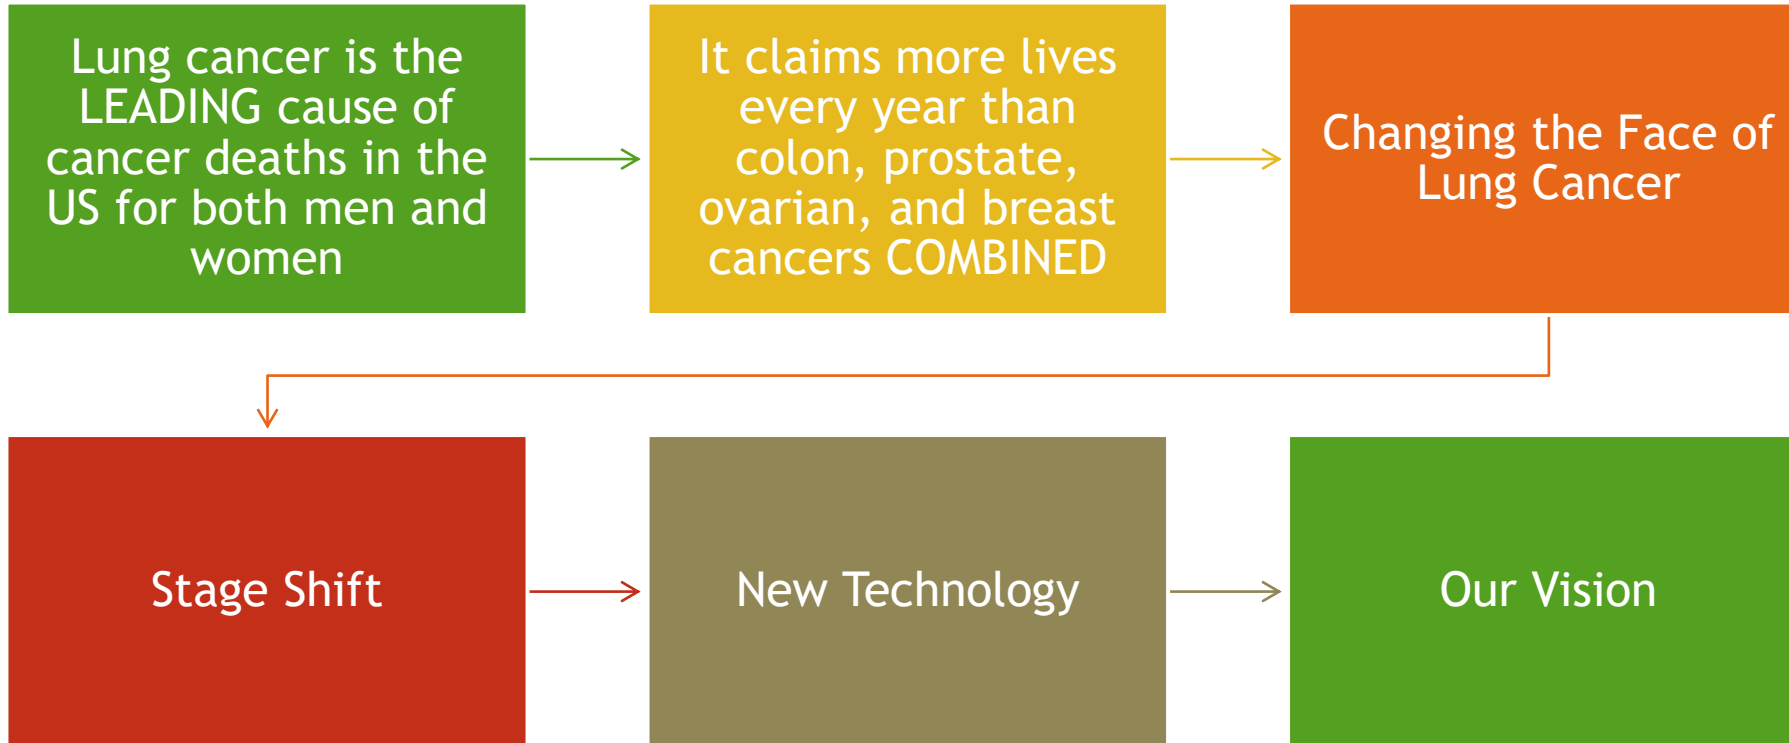 Lung cancer is the
LEADING cause of
cancer deaths in the
US for both men and
women
It claims more lives
every year than
colon, prostate,
ovarian, and breast
cancers COMBINED
Changing the Face of
Lung Cancer
Stage Shift
New Technology
Our Vision